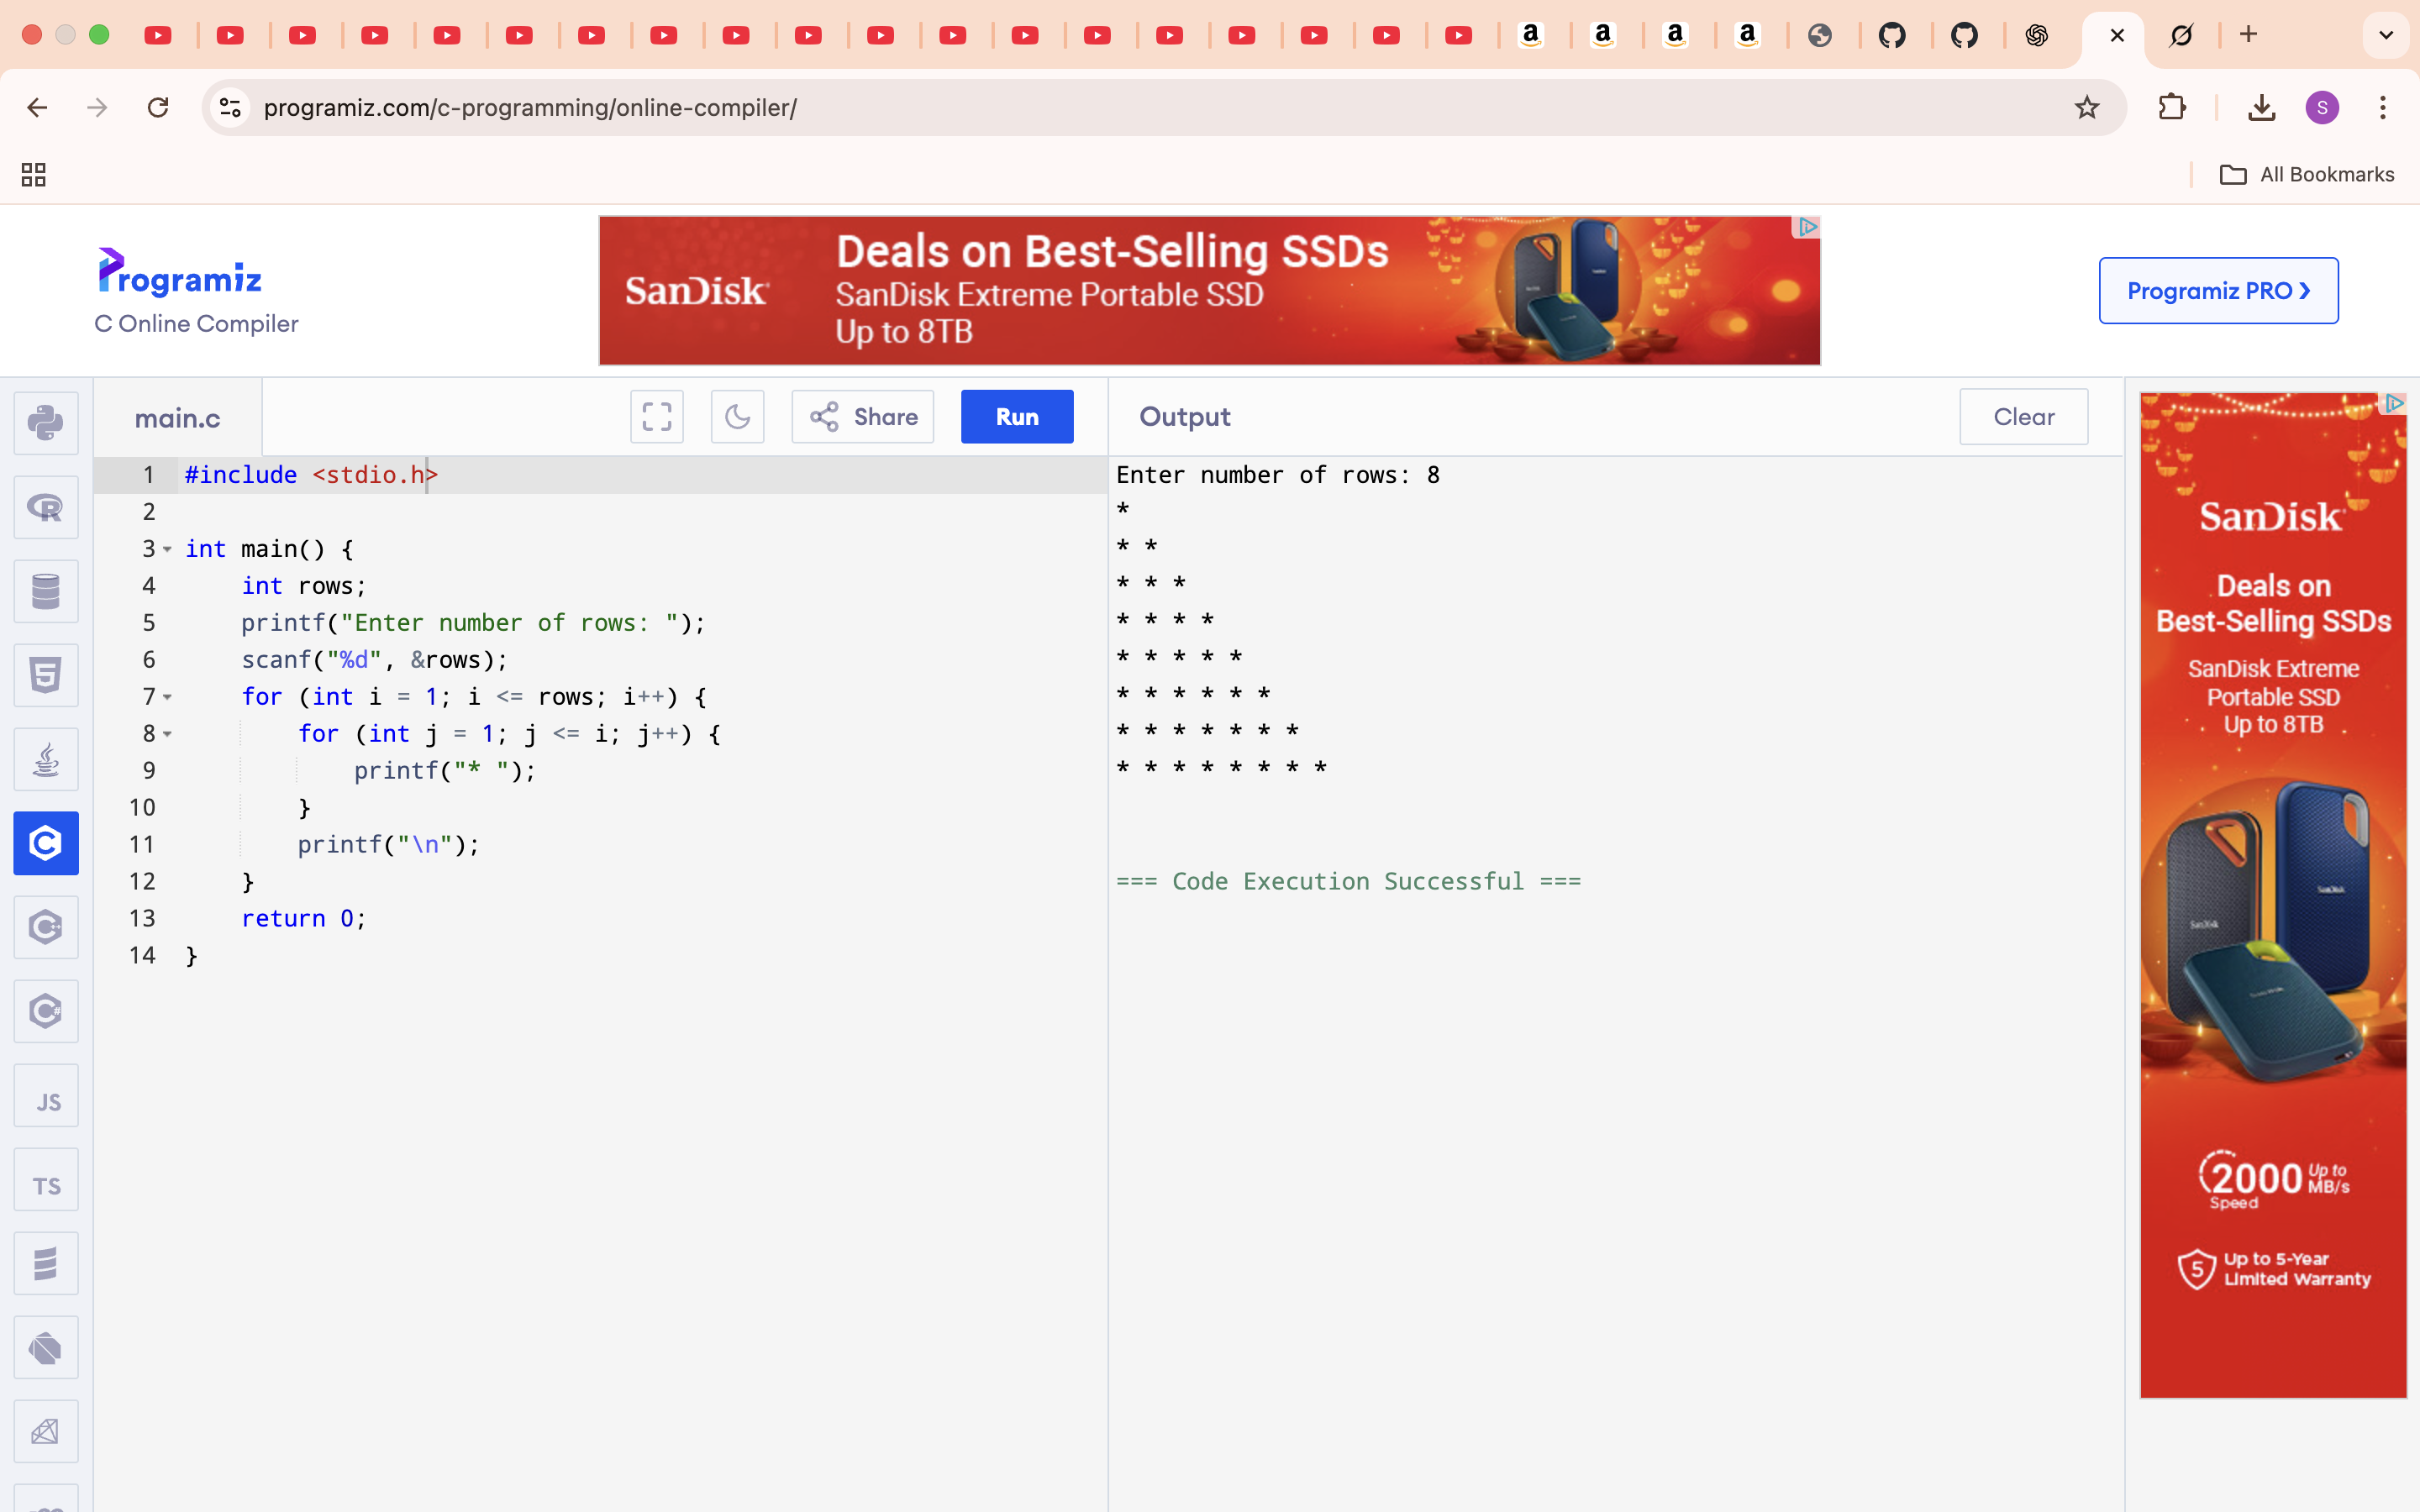 programiz.com/c-programming/online-compiler/
S
All Bookmarks
Programiz
C Online Compiler
SanDisk
Deals on Best-Selling SSDs
SanDisk Extreme Portable SSD
Up to 8TB
Programiz PRO ›
main.c
Share
Run
Output
Clear
1 #include <stdio.h>
2
3 int main() {
4     int rows;
5     printf("Enter number of rows: ");
6     scanf("%d", &rows);
7     for (int i = 1; i <= rows; i++) {
8         for (int j = 1; j <= i; j++) {
9             printf("* ");
10         }
11         printf("\n");
12     }
13     return 0;
14 }
Enter number of rows: 8
*
* *
* * *
* * * *
* * * * *
* * * * * *
* * * * * * *
* * * * * * * *
=== Code Execution Successful ===
JS
TS
SanDisk
Deals on
Best-Selling SSDs
SanDisk Extreme
Portable SSD
Up to 8TB
2000 Up to MB/s
Speed
5 Up to 5-Year
Limited Warranty